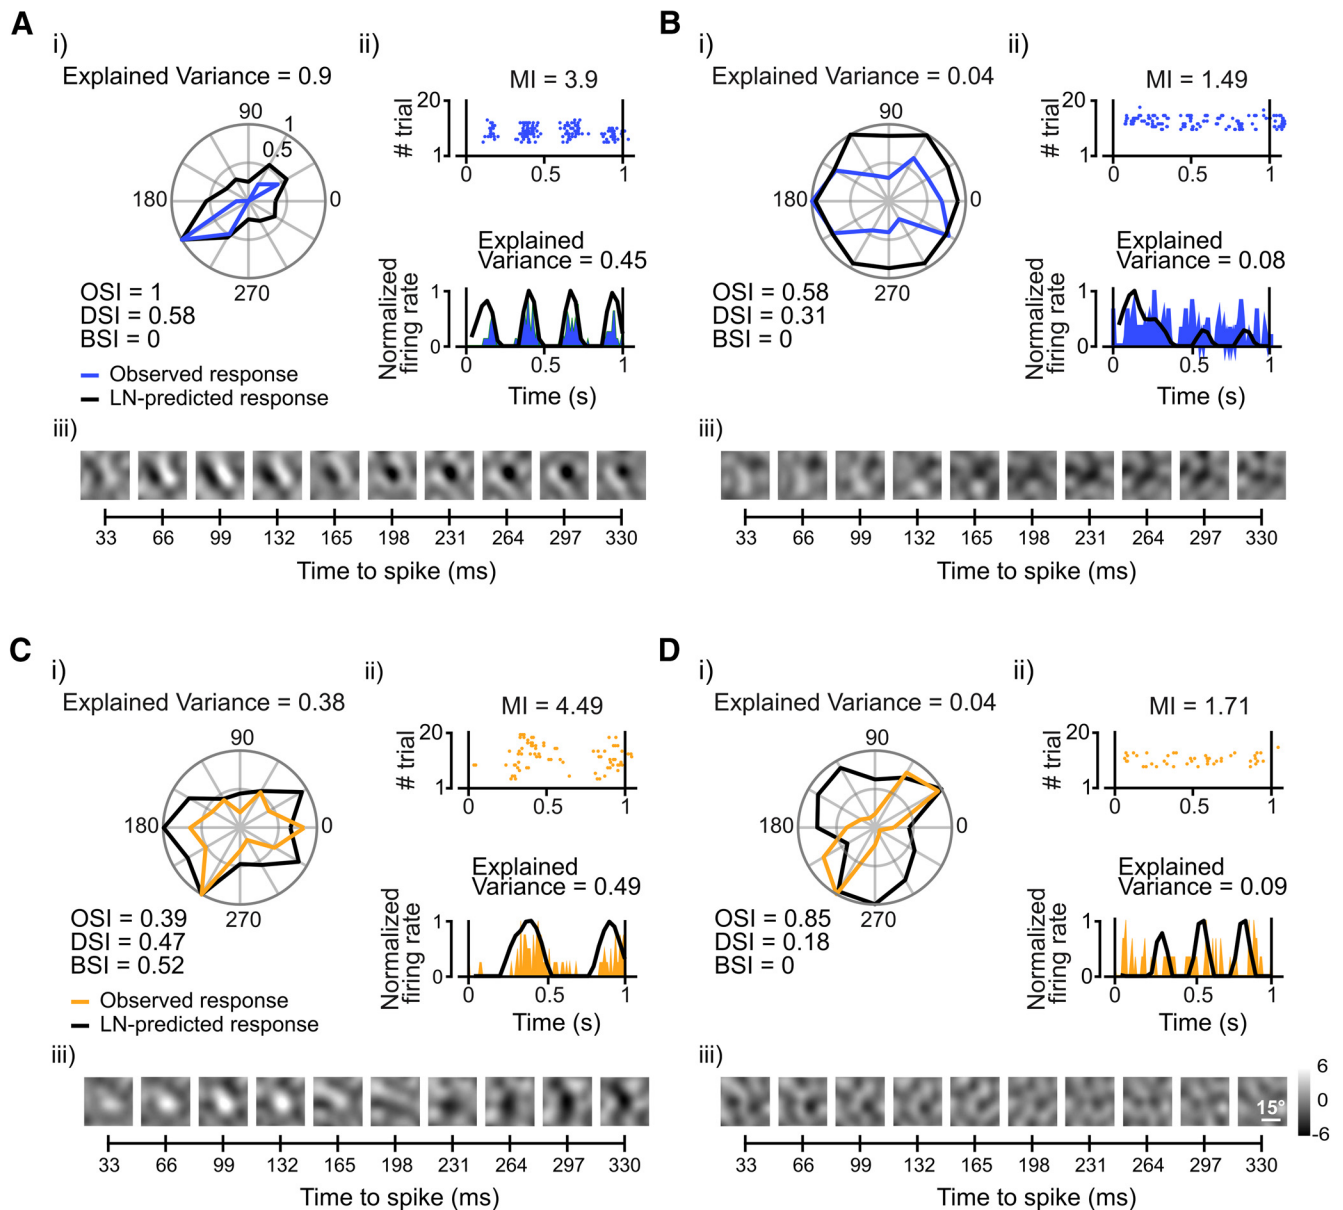 A
i)
Explained Variance = 0.9
90
1
0.5
180
0
270
OSI = 1
DSI = 0.58
BSI = 0
Observed response
LN-predicted response
ii)
MI = 3.9
# trial
20
1
0 0.5 1
Explained
Variance = 0.45
Normalized
firing rate
1
0
0 0.5 1
Time (s)
iii)
33 66 99 132 165 198 231 264 297 330
Time to spike (ms)
B
i)
Explained Variance = 0.04
90
180
0
270
OSI = 0.58
DSI = 0.31
BSI = 0
ii)
MI = 1.49
# trial
20
1
0 0.5 1
Explained
Variance = 0.08
Normalized
firing rate
1
0
0 0.5 1
Time (s)
iii)
33 66 99 132 165 198 231 264 297 330
Time to spike (ms)
C
i)
Explained Variance = 0.38
90
180
0
270
OSI = 0.39
DSI = 0.47
BSI = 0.52
Observed response
LN-predicted response
ii)
MI = 4.49
# trial
20
1
0 0.5 1
Explained
Variance = 0.49
Normalized
firing rate
1
0
0 0.5 1
Time (s)
iii)
33 66 99 132 165 198 231 264 297 330
Time to spike (ms)
D
i)
Explained Variance = 0.04
90
180
0
270
OSI = 0.85
DSI = 0.18
BSI = 0
ii)
MI = 1.71
# trial
20
1
0 0.5 1
Explained
Variance = 0.09
Normalized
firing rate
1
0
0 0.5 1
Time (s)
iii)
15°
6
0
-6
33 66 99 132 165 198 231 264 297 330
Time to spike (ms)